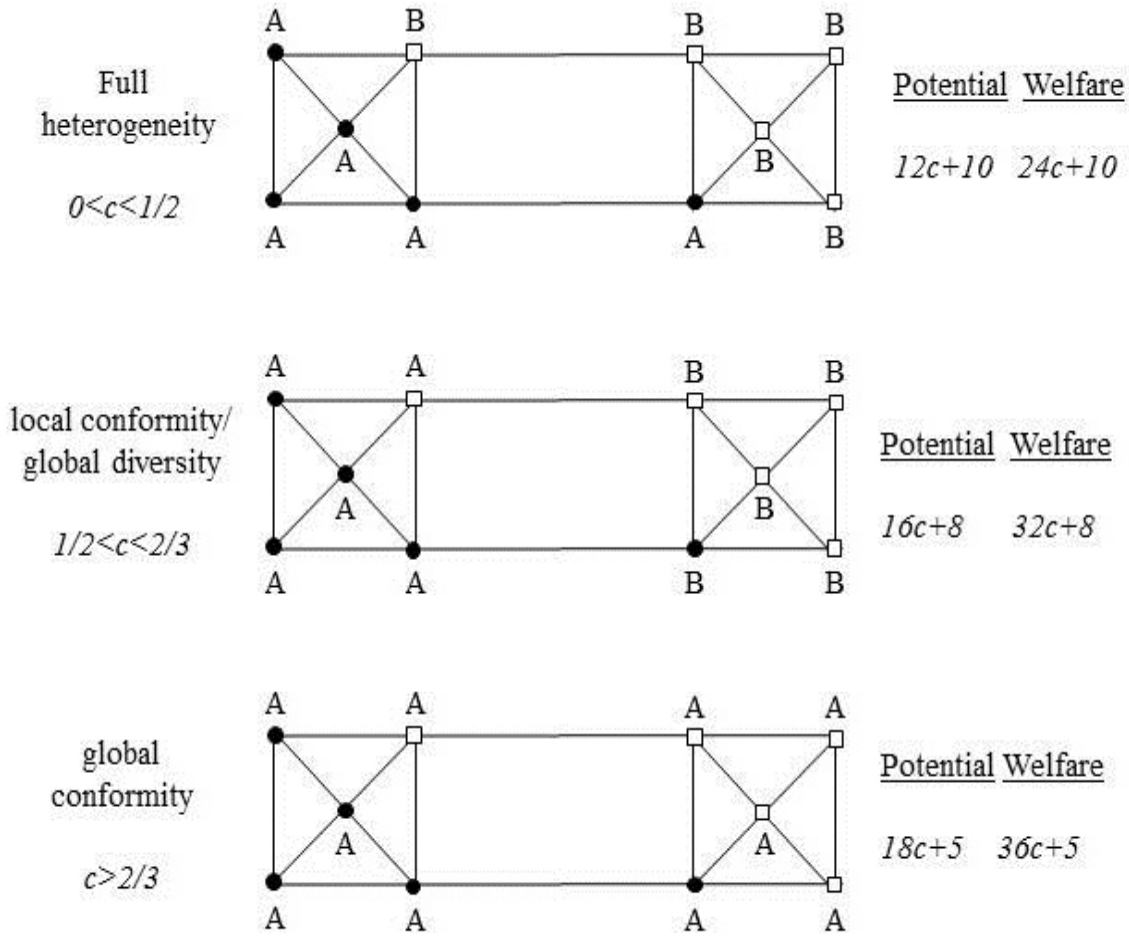 A B B B
Full
heterogeneity
Potential Welfare
A B
12c+10 24c+10
0<c<1/2
A A A B
A A B B
local conformity/
global diversity
Potential Welfare
A B
16c+8 32c+8
1/2<c<2/3
A A B B
A A A A
global
conformity
Potential Welfare
A A
18c+5 36c+5
c>2/3
A A A A